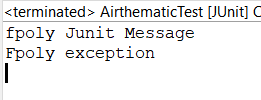 <terminated> AirthematicTest [JUnit] C
fpoly Junit Message
Fpoly exception